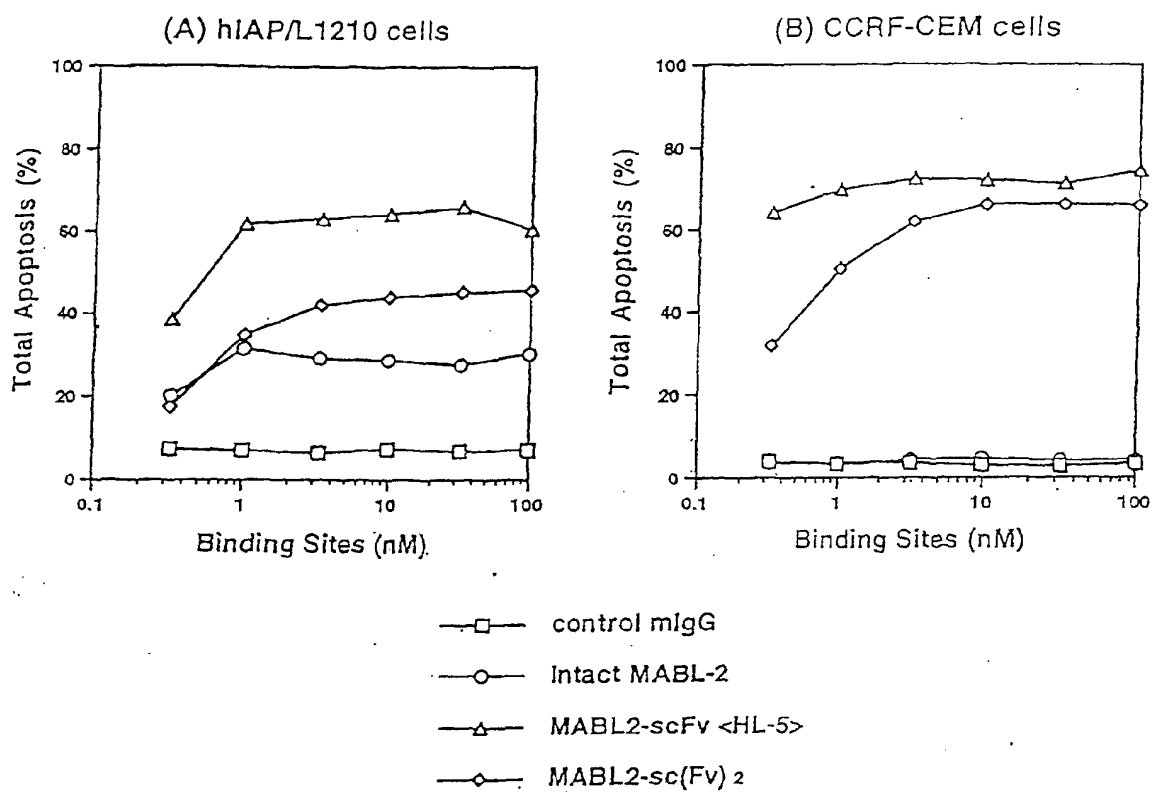 (A) hIAP/L1210 cells
(B) CCRF-CEM cells
Total Apoptosis (%)
100
80
60
40
20
0
0.1
1
10
100
Binding Sites (nM)
Total Apoptosis (%)
100
80
60
40
20
0
0.1
1
10
100
Binding Sites (nM)
control mIgG
Intact MABL-2
MABL2-scFv <HL-5>
MABL2-sc(Fv) 2